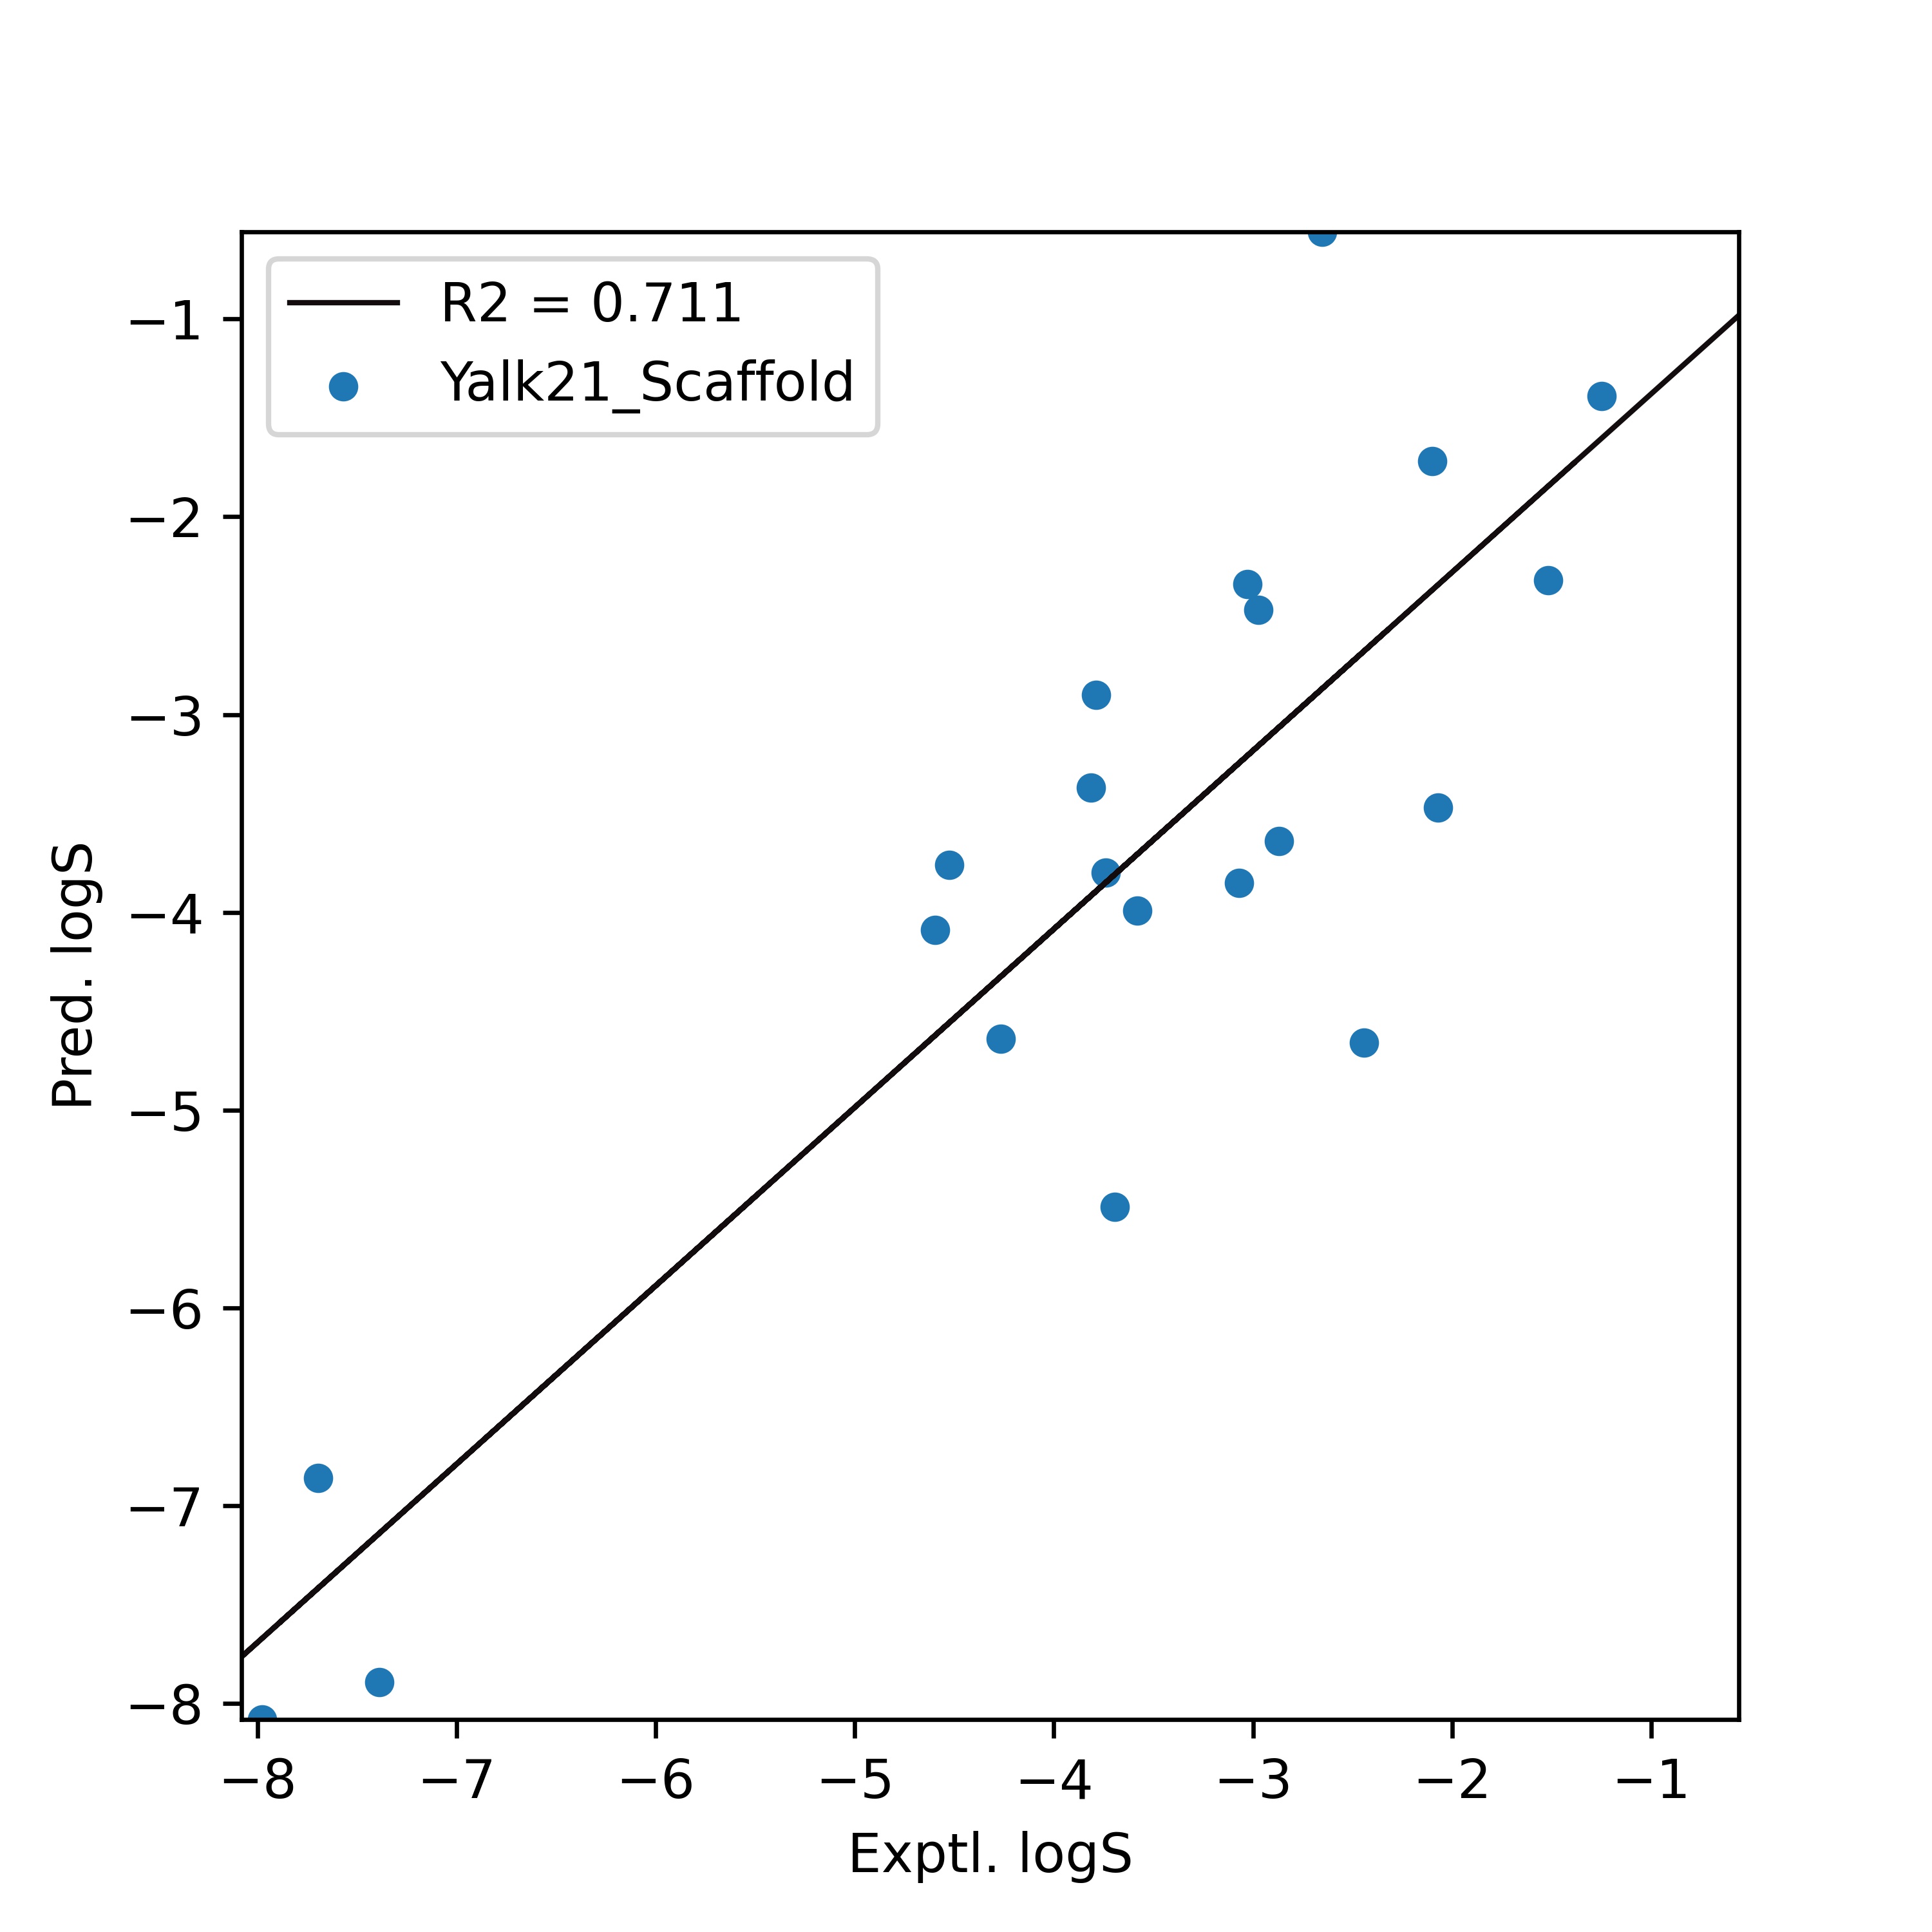 R2 = 0.711
Yalk21_Scaffold
−1
−2
−3
−4
−5
−6
−7
−8
Pred. logS
−8 −7 −6 −5 −4 −3 −2 −1
Exptl. logS